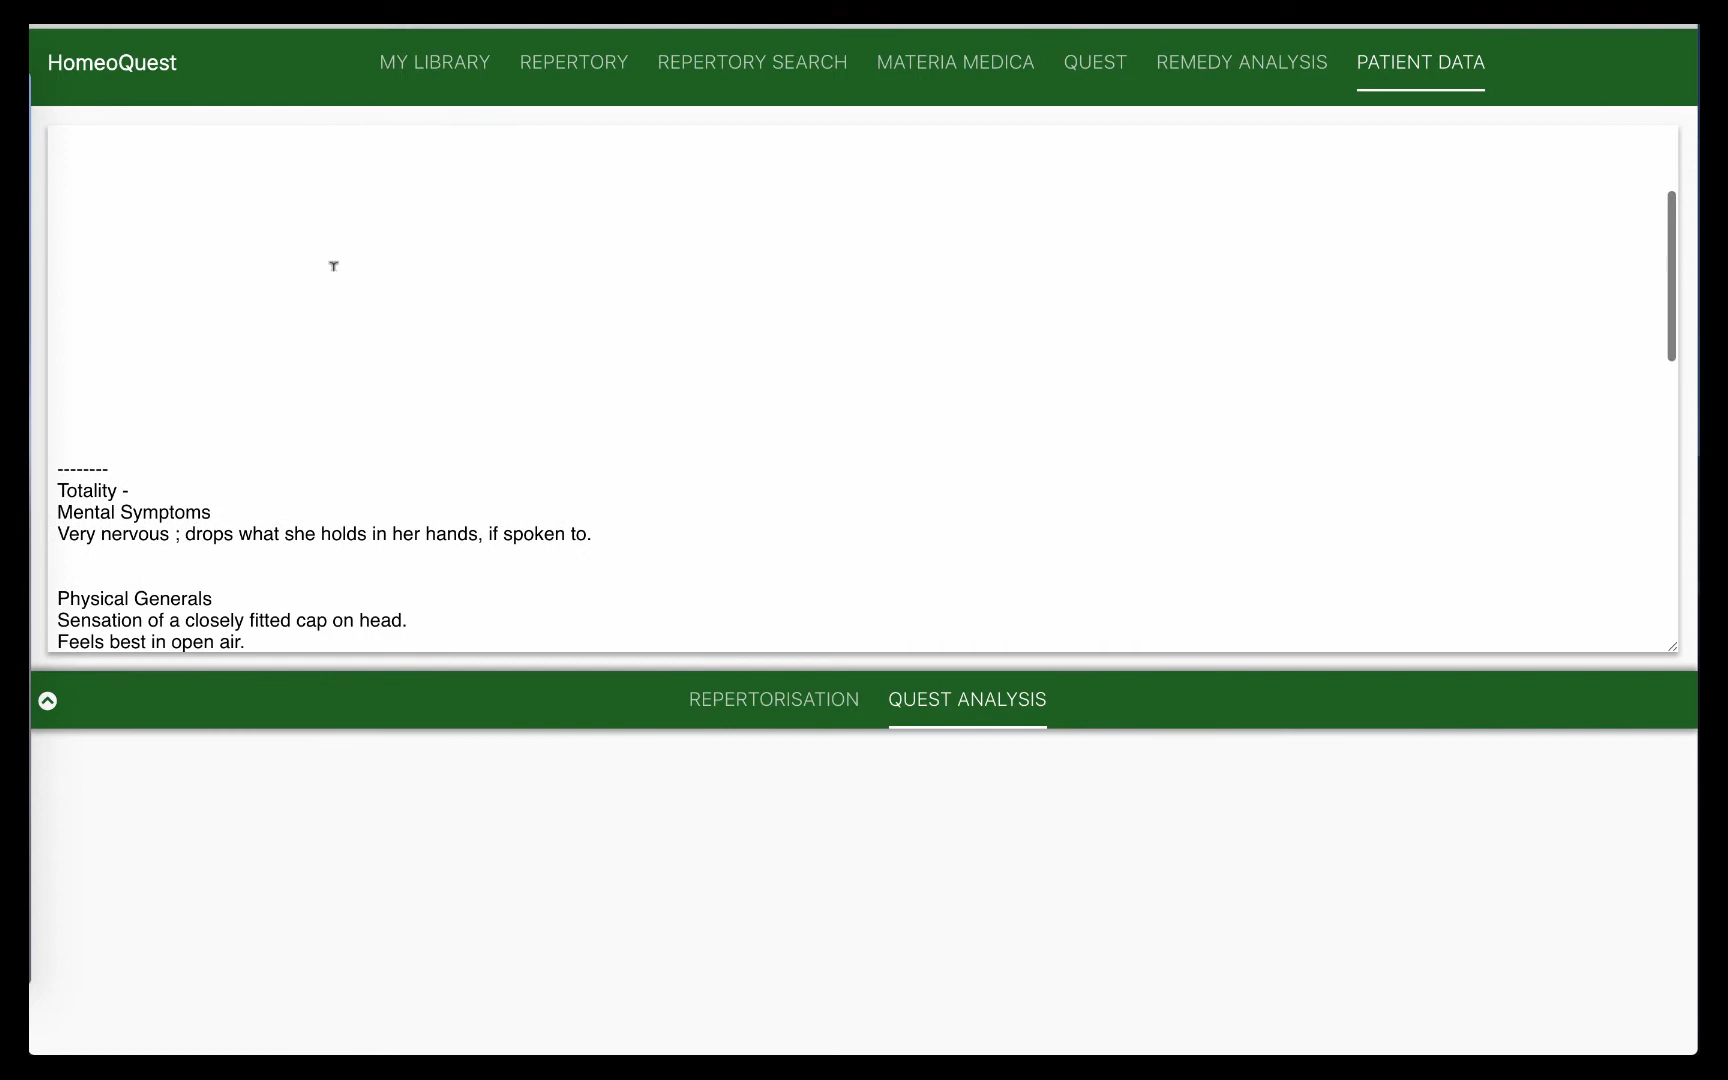 HomeoQuest
MY LIBRARY REPERTORY REPERTORY SEARCH MATERIA MEDICA QUEST REMEDY ANALYSIS PATIENT DATA
--------
Totality -
Mental Symptoms
Very nervous ; drops what she holds in her hands, if spoken to.
Physical Generals
Sensation of a closely fitted cap on head.
Feels best in open air.
REPERTORISATION QUEST ANALYSIS